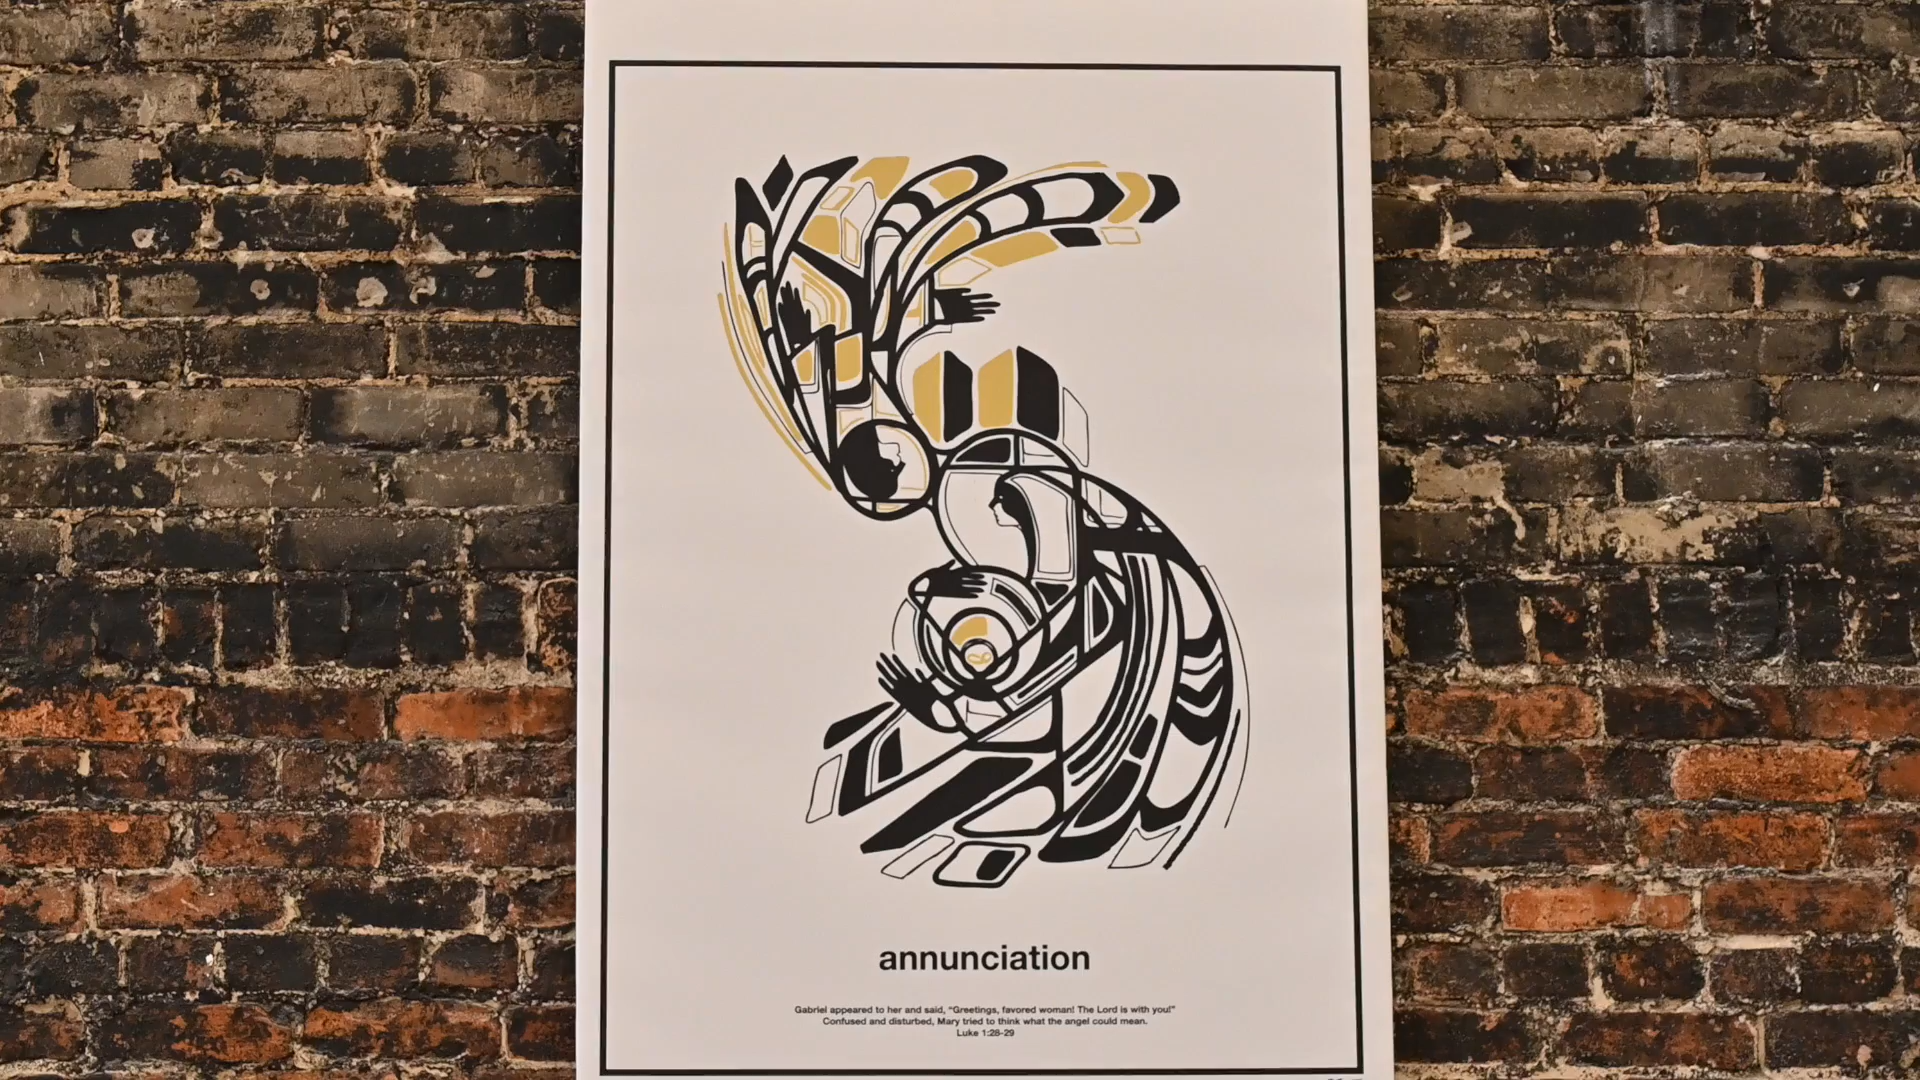 annunciation
Gabriel appeared to her and said, “Greetings, favored woman! The Lord is with you!”
Confused and disturbed, Mary tried to think what the angel could mean.
Luke 1:28-29